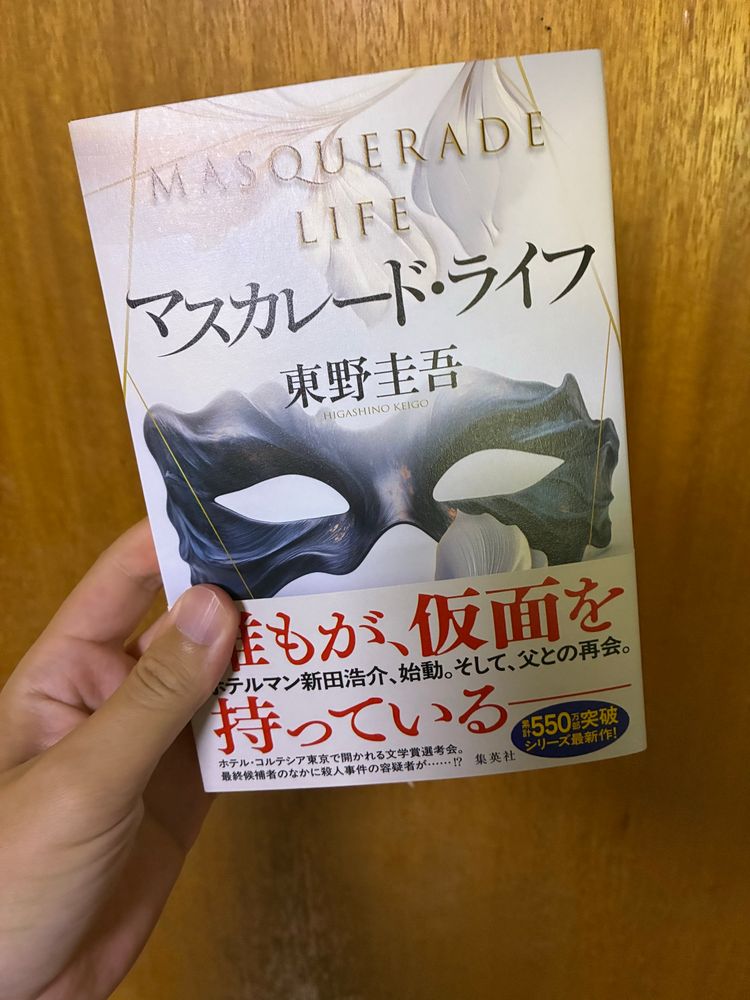 MASQUERADE
LIFE
マスカレード・ライフ
東野圭吾
HIGASHINO KEIGO
誰もが、仮面を
ホテルマン新田浩介、始動。そして、父との再会。
持っている――
ホテル・コルテシア東京で開かれる文学賞選考会。
最終候補者のなかに殺人事件の容疑者が……!?
集英社
累計550万部突破
シリーズ最新作!